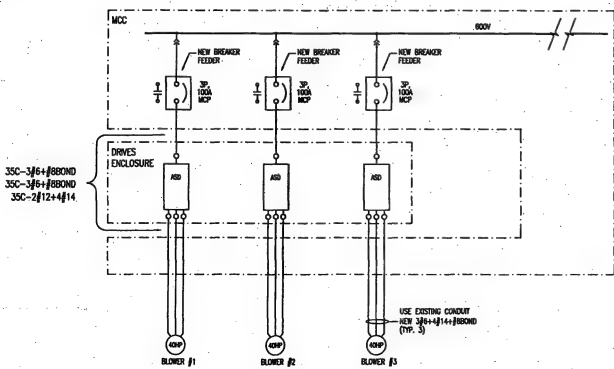 MCC
600V
NEW BREAKER
FEEDER
NEW BREAKER
FEEDER
NEW BREAKER
FEEDER
3P,
100A
MCP
3P,
100A
MCP
3P,
100A
MCP
DRIVES
ENCLOSURE
35C-3#6+#8BOND
35C-3#6+#8BOND
35C-2#12+4#14
ASD
ASD
ASD
USE EXISTING CONDUIT
NEW 3#6+4#14+#8BOND
(TYP. 3)
40HP
40HP
40HP
BLOWER #1
BLOWER #2
BLOWER #3